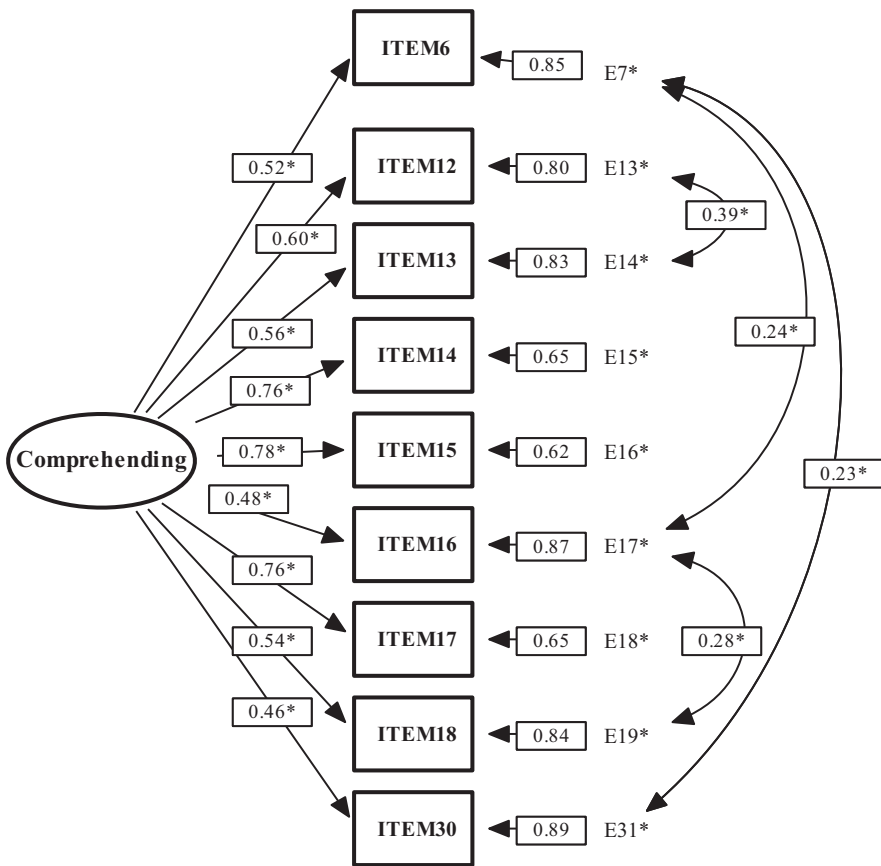 ITEM6
0.85
E7*
0.52*
ITEM12
0.80
E13*
0.39*
0.60*
ITEM13
0.83
E14*
0.56*
0.24*
ITEM14
0.65
E15*
0.76*
Comprehending
0.78*
ITEM15
0.62
E16*
0.23*
0.48*
ITEM16
0.87
E17*
0.76*
ITEM17
0.65
E18*
0.28*
0.54*
0.46*
ITEM18
0.84
E19*
ITEM30
0.89
E31*